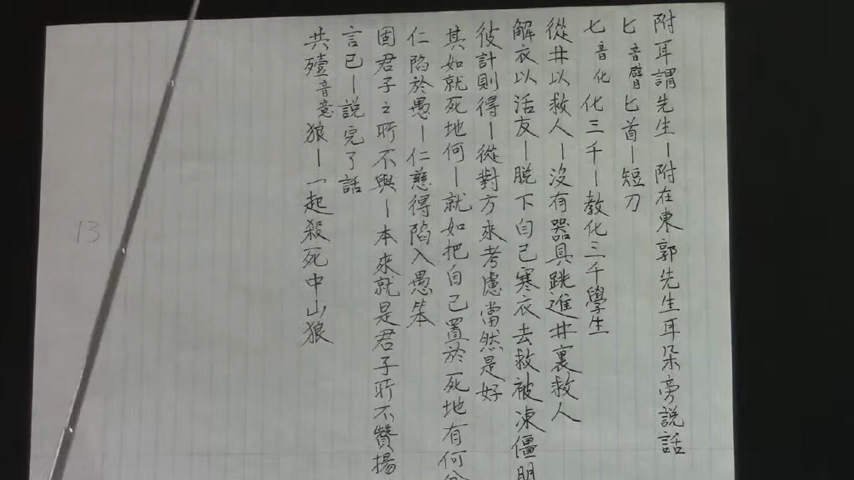 附耳謂先生－附在東郭先生耳朵旁說話
匕音臂匕首－短刀
七音化 化三千－教化三千學生
從井以救人－沒有器具跳進井裏救人
解衣以活友－脫下自己寒衣去救被凍僵朋
彼計則得－從對方來考慮當然是好
其如就死地何－就如把自己置於死地有何
仁陷於愚－仁慈得陷入愚笨
固君子之所不與－本來就是君子所不贊揚
言已－說完了話
共殪音意狼－一起殺死中山狼
13